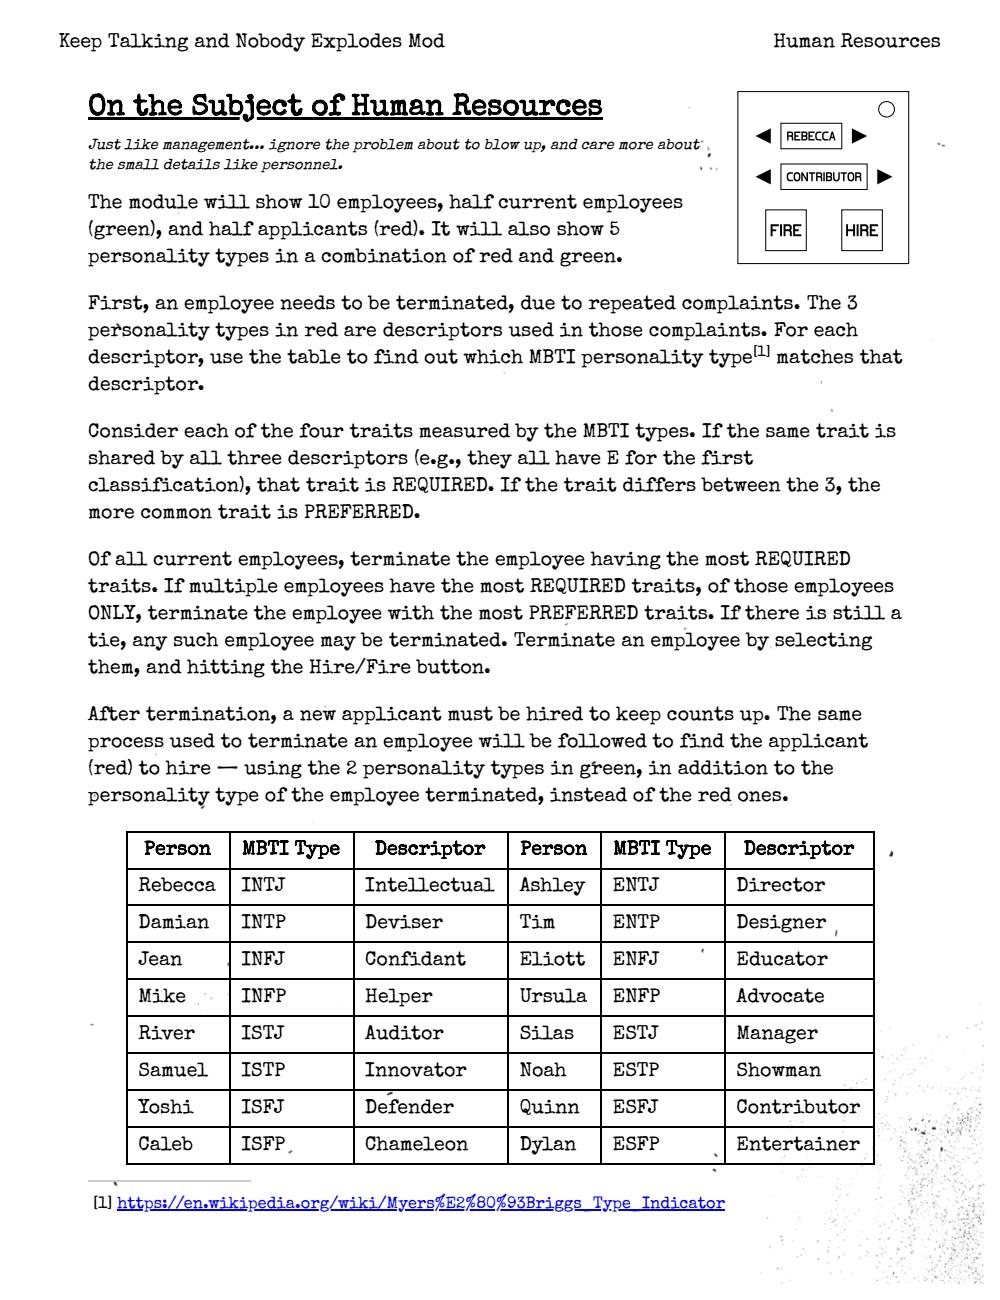 Keep Talking and Nobody Explodes Mod Human Resources
On the Subject of Human Resources
Just like management... ignore the problem about to blow up, and care more about
the small details like personnel.
REBECCA
CONTRIBUTOR
FIRE HIRE
The module will show 10 employees, half current employees
(green), and half applicants (red). It will also show 5
personality types in a combination of red and green.
First, an employee needs to be terminated, due to repeated complaints. The 3
personality types in red are descriptors used in those complaints. For each
descriptor, use the table to find out which MBTI personality type[1] matches that
descriptor.
Consider each of the four traits measured by the MBTI types. If the same trait is
shared by all three descriptors (e.g., they all have E for the first
classification), that trait is REQUIRED. If the trait differs between the 3, the
more common trait is PREFERRED.
Of all current employees, terminate the employee having the most REQUIRED
traits. If multiple employees have the most REQUIRED traits, of those employees
ONLY, terminate the employee with the most PREFERRED traits. If there is still a
tie, any such employee may be terminated. Terminate an employee by selecting
them, and hitting the Hire/Fire button.
After termination, a new applicant must be hired to keep counts up. The same
process used to terminate an employee will be followed to find the applicant
(red) to hire — using the 2 personality types in green, in addition to the
personality type of the employee terminated, instead of the red ones.
Person MBTI Type Descriptor Person MBTI Type Descriptor
Rebecca INTJ Intellectual Ashley ENTJ Director
Damian INTP Deviser Tim ENTP Designer
Jean INFJ Confidant Eliott ENFJ Educator
Mike INFP Helper Ursula ENFP Advocate
River ISTJ Auditor Silas ESTJ Manager
Samuel ISTP Innovator Noah ESTP Showman
Yoshi ISFJ Defender Quinn ESFJ Contributor
Caleb ISFP Chameleon Dylan ESFP Entertainer
[1] https://en.wikipedia.org/wiki/Myers%E2%80%93Briggs_Type_Indicator